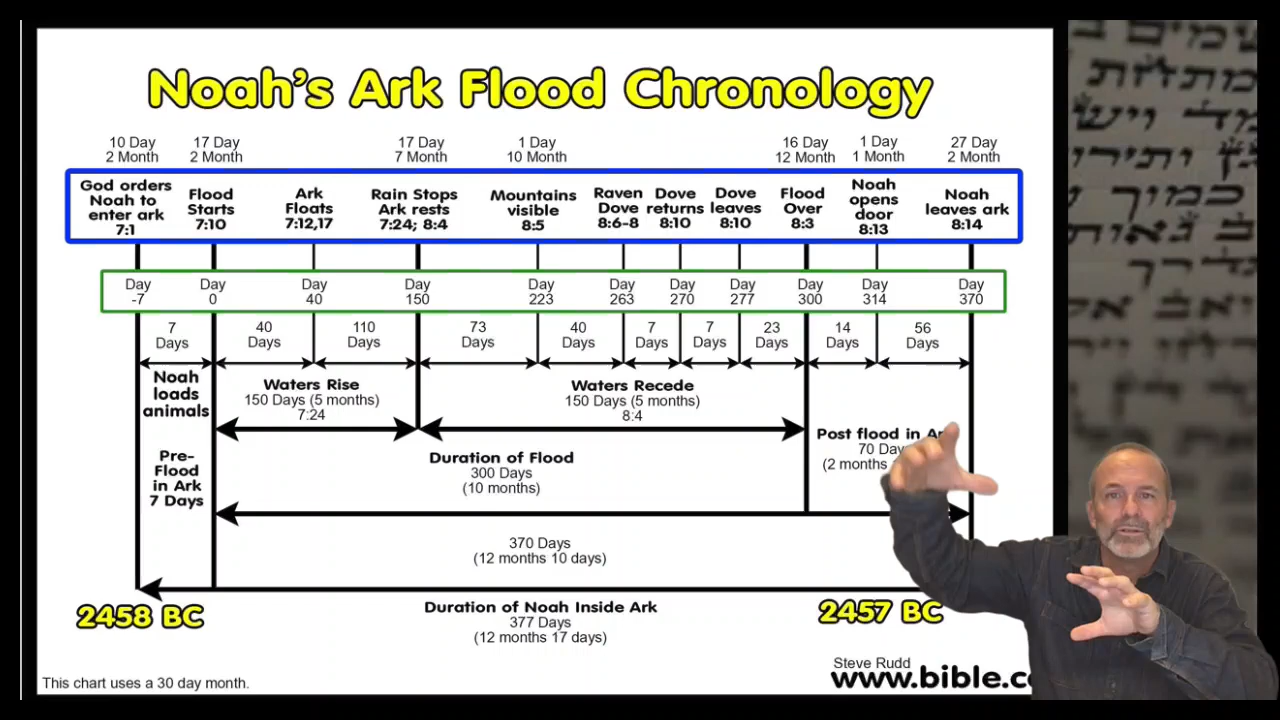 Noah's Ark Flood Chronology
10 Day
2 Month
17 Day
2 Month
17 Day
7 Month
1 Day
10 Month
16 Day
12 Month
1 Day
1 Month
27 Day
2 Month
God orders
Noah to
enter ark
7:1
Flood
Starts
7:10
Ark
Floats
7:12,17
Rain Stops
Ark rests
7:24; 8:4
Mountains
visible
8:5
Raven
Dove
8:6-8
Dove
returns
8:10
Dove
leaves
8:10
Flood
Over
8:3
Noah
opens
door
8:13
Noah
leaves ark
8:14
Day
-7
Day
0
Day
40
Day
150
Day
223
Day
263
Day
270
Day
277
Day
300
Day
314
Day
370
7
Days
40
Days
110
Days
73
Days
40
Days
7
Days
7
Days
23
Days
14
Days
56
Days
Noah
loads
animals
Waters Rise
150 Days (5 months)
7:24
Waters Recede
150 Days (5 months)
8:4
Pre-
Flood
in Ark
7 Days
Duration of Flood
300 Days
(10 months)
Post flood in
70
(2 months
370 Days
(12 months 10 days)
2458 BC
Duration of Noah Inside Ark
377 Days
(12 months 17 days)
2457 BC
This chart uses a 30 day month.
Steve Rudd
www.bible.c